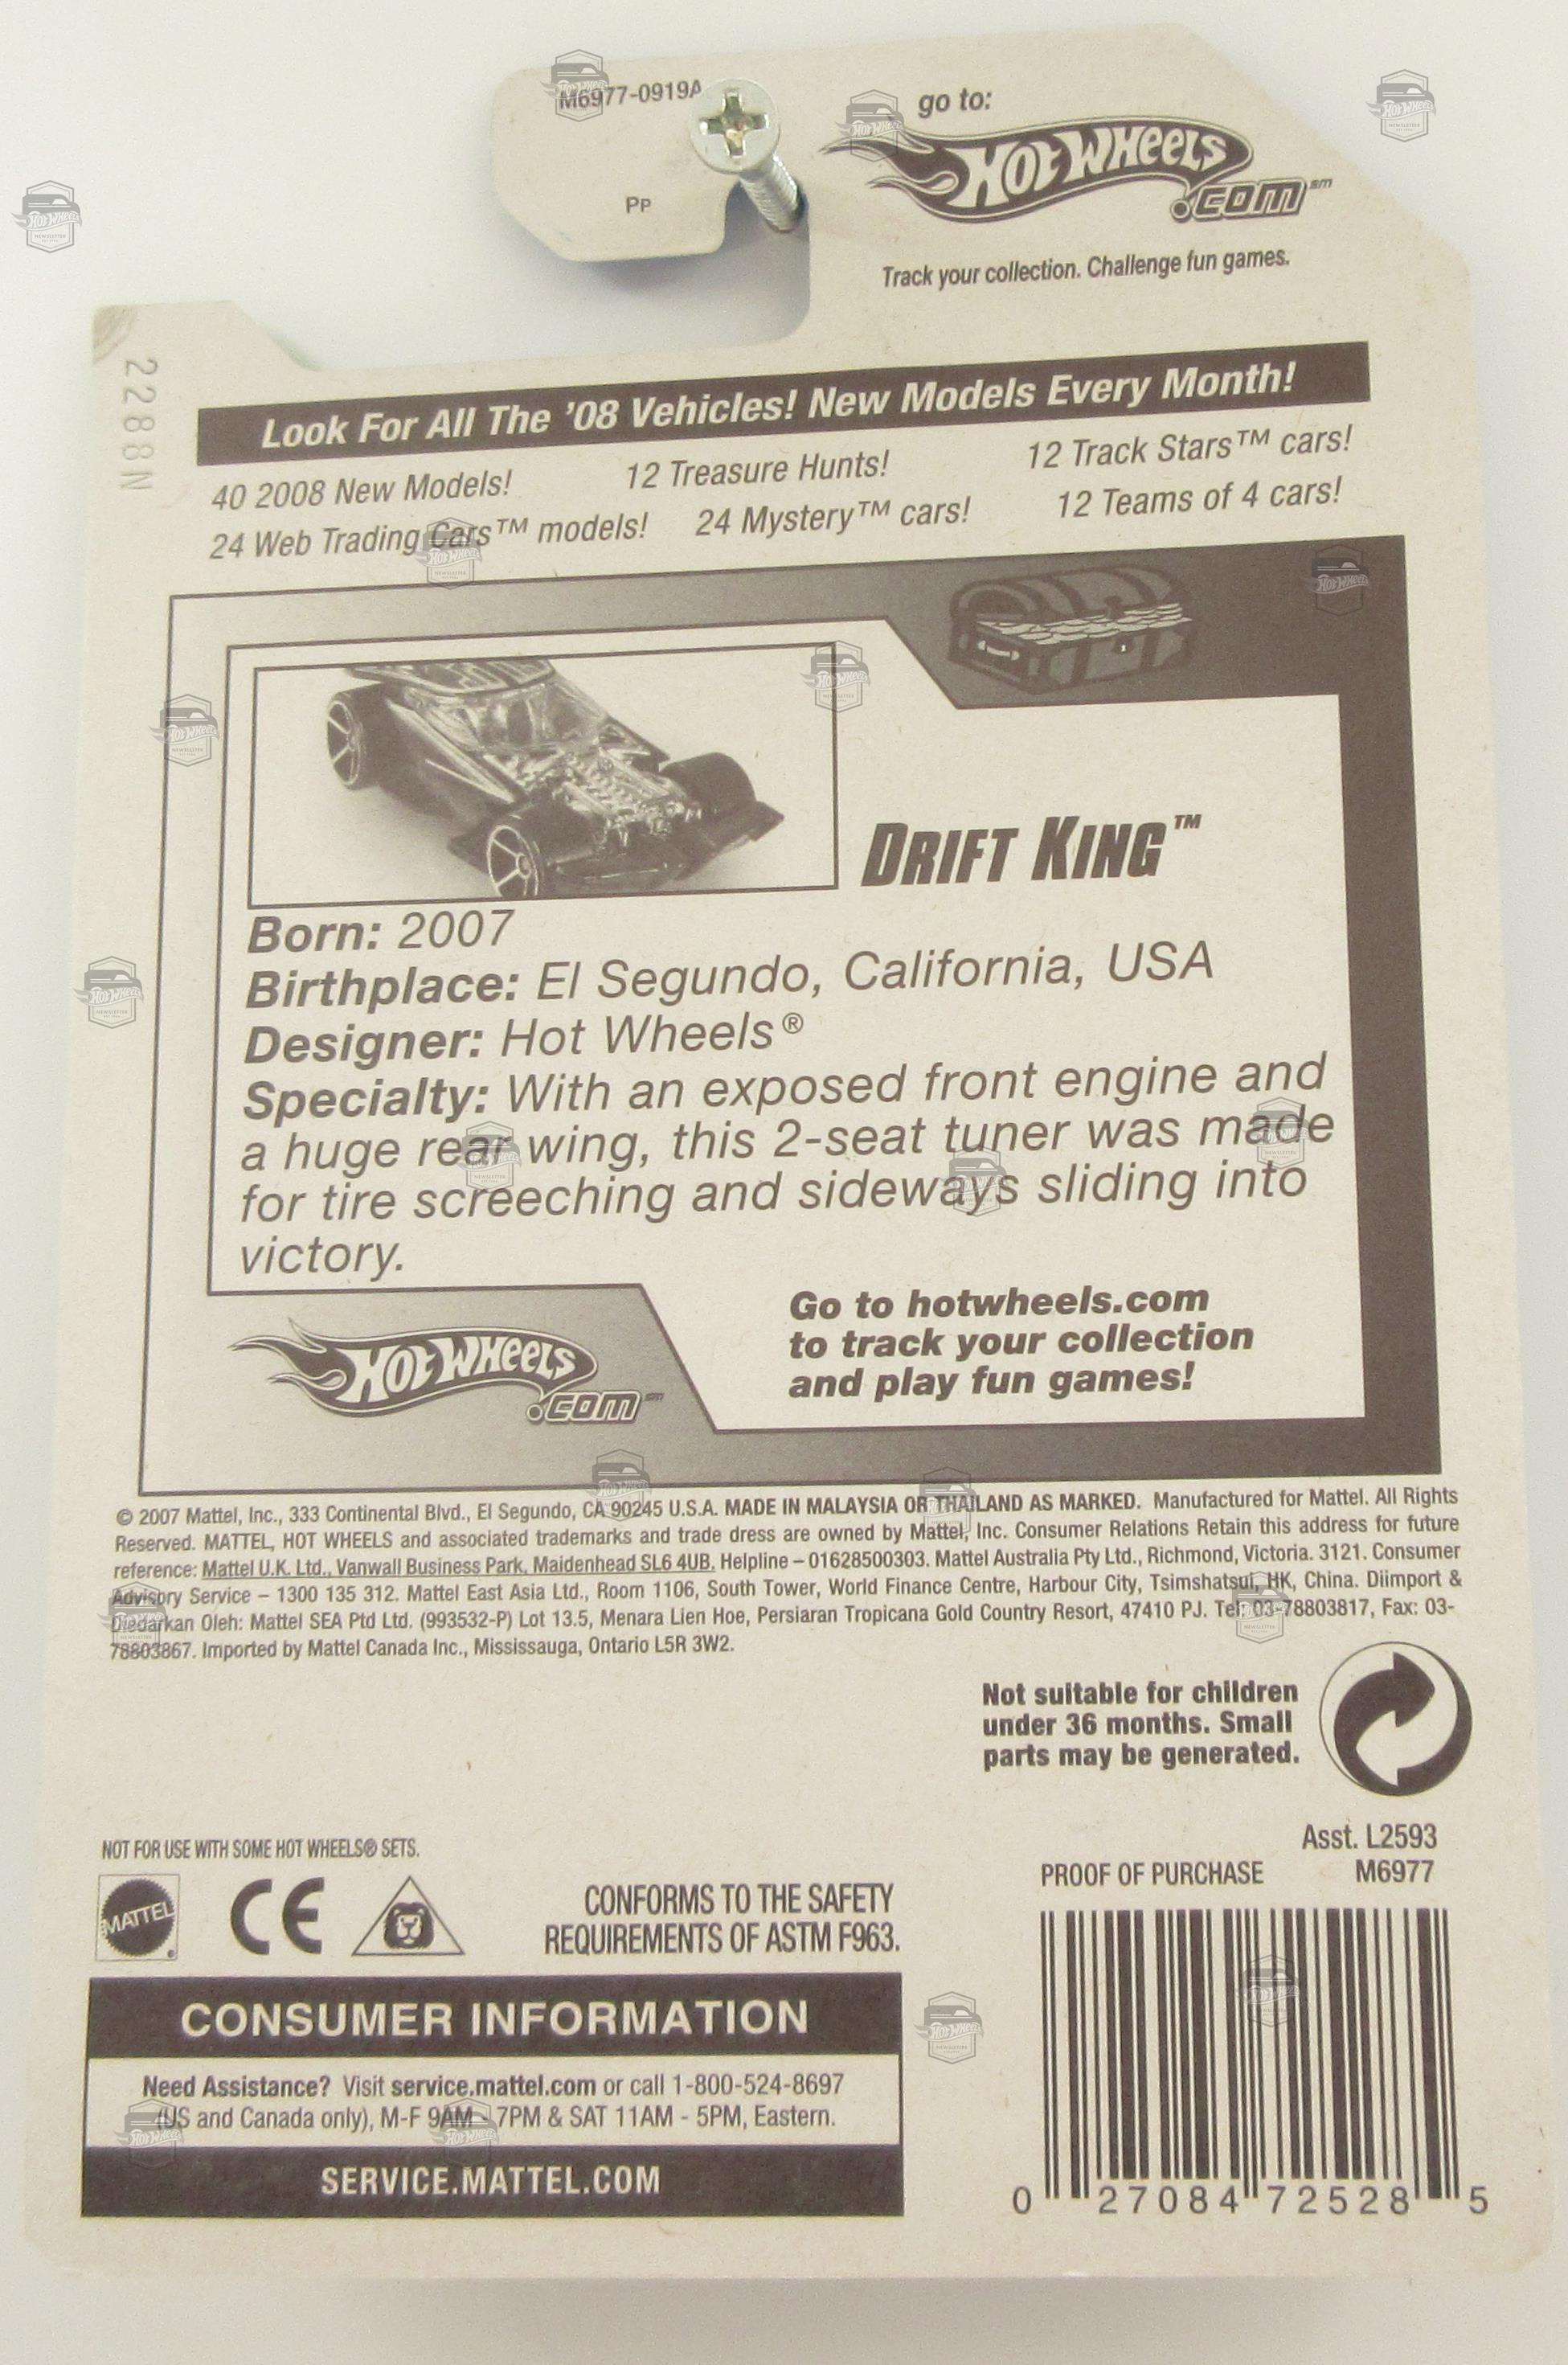 M6977-0919A
PP
go to:
HOT WHEELS
.COM℠
Track your collection. Challenge fun games.
2288N
Look For All The '08 Vehicles! New Models Every Month!
40 2008 New Models! 12 Treasure Hunts! 12 Track Stars™ cars!
24 Web Trading Cars™ models! 24 Mystery™ cars! 12 Teams of 4 cars!
DRIFT KING™
Born: 2007
Birthplace: El Segundo, California, USA
Designer: Hot Wheels®
Specialty: With an exposed front engine and
a huge rear wing, this 2-seat tuner was made
for tire screeching and sideways sliding into
victory.
HOT WHEELS
.COM℠
Go to hotwheels.com
to track your collection
and play fun games!
© 2007 Mattel, Inc., 333 Continental Blvd., El Segundo, CA 90245 U.S.A. MADE IN MALAYSIA OR THAILAND AS MARKED. Manufactured for Mattel. All Rights
Reserved. MATTEL, HOT WHEELS and associated trademarks and trade dress are owned by Mattel, Inc. Consumer Relations Retain this address for future
reference: Mattel U.K. Ltd., Vanwall Business Park, Maidenhead SL6 4UB. Helpline – 01628500303. Mattel Australia Pty Ltd., Richmond, Victoria. 3121. Consumer
Advisory Service – 1300 135 312. Mattel East Asia Ltd., Room 1106, South Tower, World Finance Centre, Harbour City, Tsimshatsui, HK, China. Diimport &
Diedarkan Oleh: Mattel SEA Ptd Ltd. (993532-P) Lot 13.5, Menara Lien Hoe, Persiaran Tropicana Gold Country Resort, 47410 PJ. Tel: 03-78803817, Fax: 03-
78803867. Imported by Mattel Canada Inc., Mississauga, Ontario L5R 3W2.
Not suitable for children
under 36 months. Small
parts may be generated.
NOT FOR USE WITH SOME HOT WHEELS® SETS.
MATTEL®
CE
CONFORMS TO THE SAFETY
REQUIREMENTS OF ASTM F963.
Asst. L2593
PROOF OF PURCHASE M6977
CONSUMER INFORMATION
Need Assistance? Visit service.mattel.com or call 1-800-524-8697
(US and Canada only), M-F 9AM - 7PM & SAT 11AM - 5PM, Eastern.
SERVICE.MATTEL.COM
0 27084 72528 5